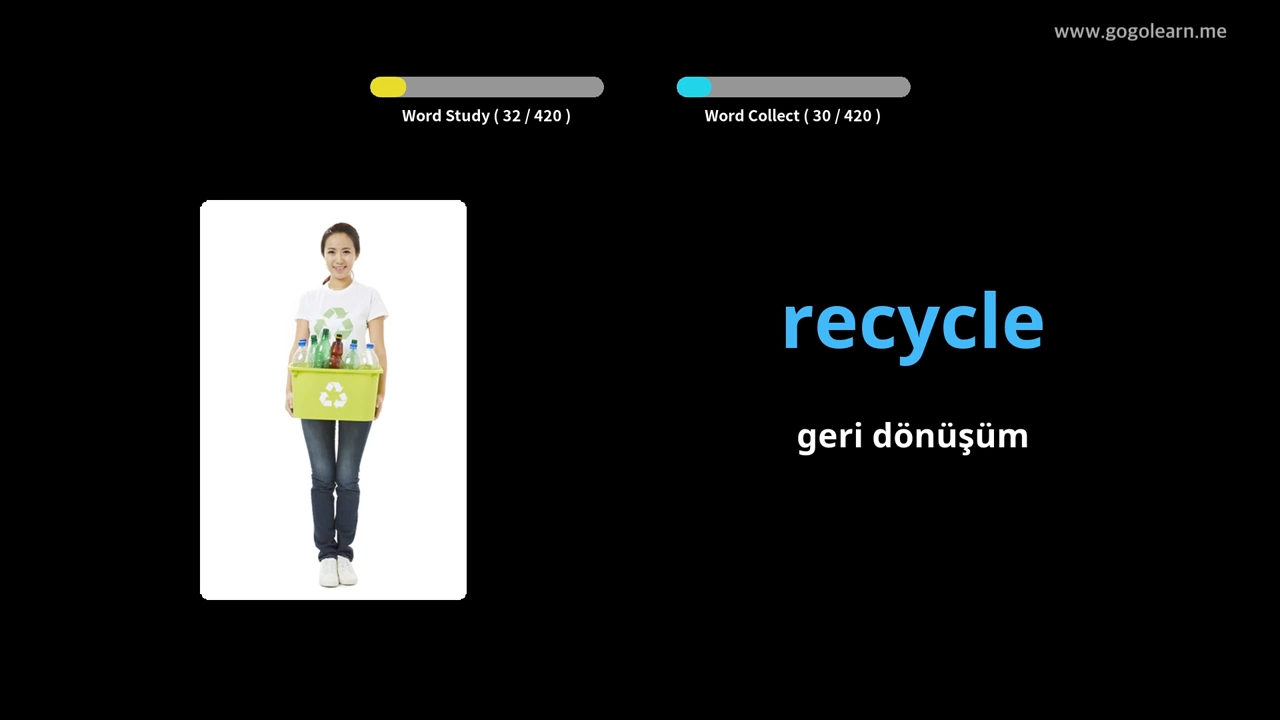 www.gogolearn.me
Word Study ( 32 / 420 )
Word Collect ( 30 / 420 )
recycle
geri dönüşüm